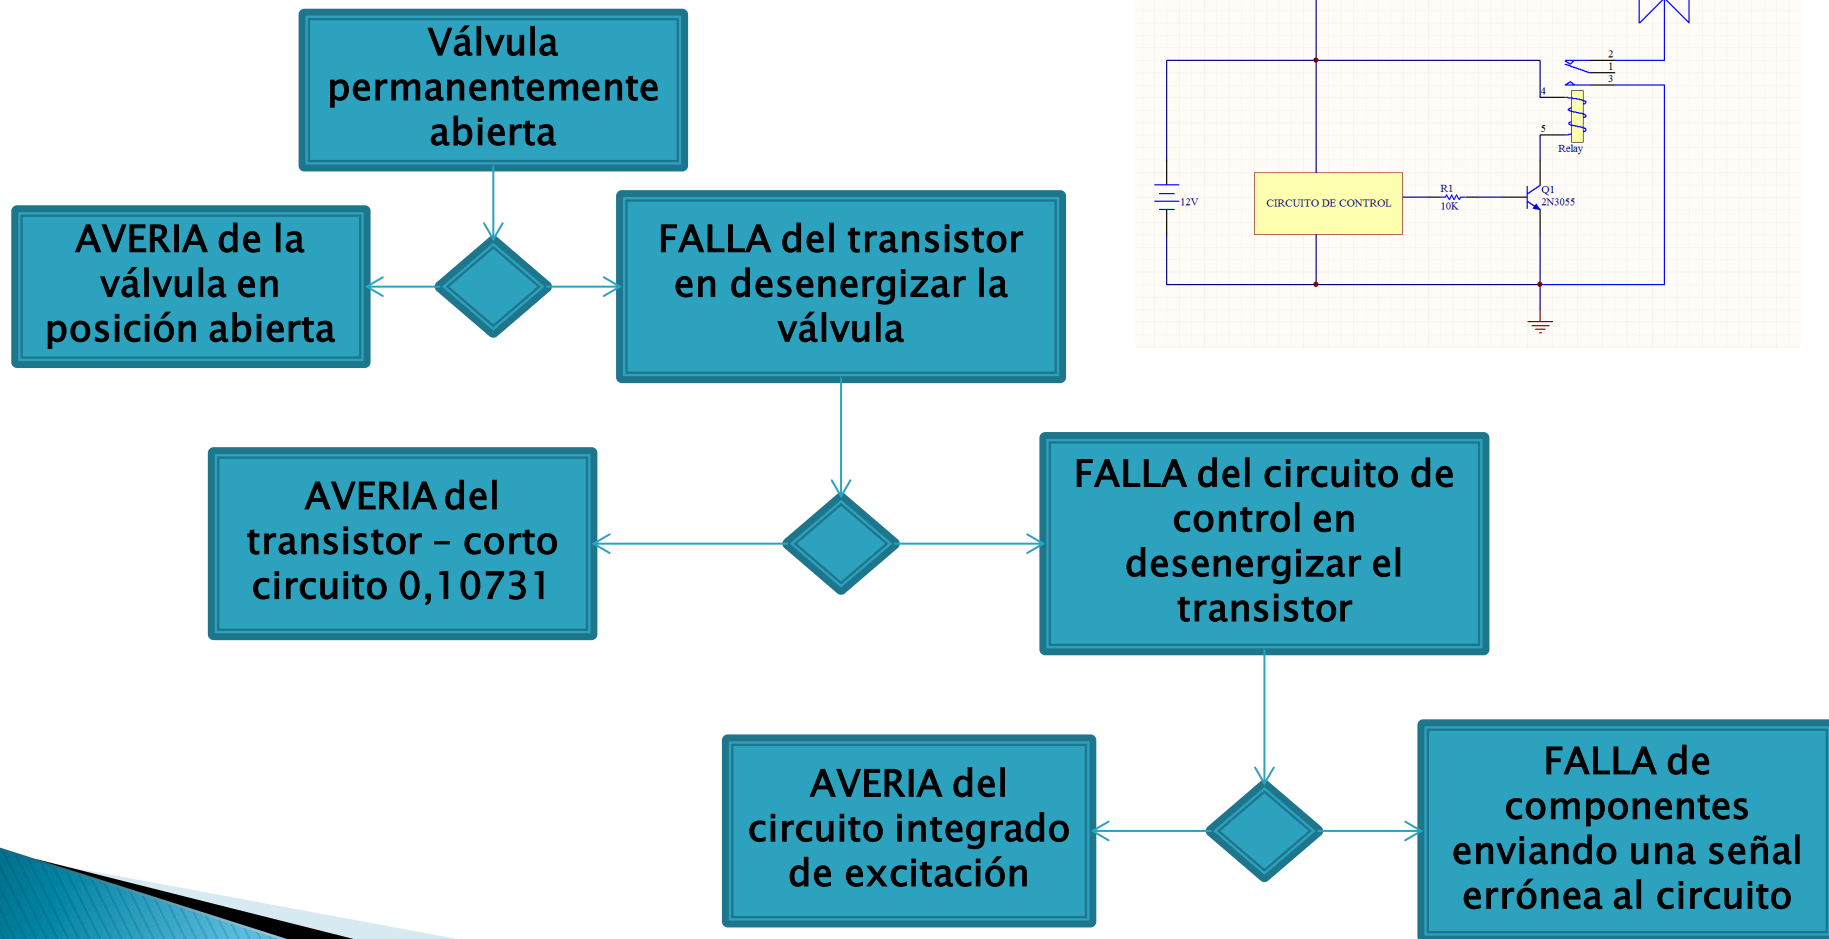 Válvula
permanentemente
abierta
AVERIA de la
válvula en
posición abierta
FALLA del transistor
en desenergizar la
válvula
AVERIA del
transistor – corto
circuito 0,10731
FALLA del circuito de
control en
desenergizar el
transistor
AVERIA del
circuito integrado
de excitación
FALLA de
componentes
enviando una señal
errónea al circuito
2
1
3
4
5
Relay
12V
CIRCUITO DE CONTROL
R1
10K
Q1
2N3055